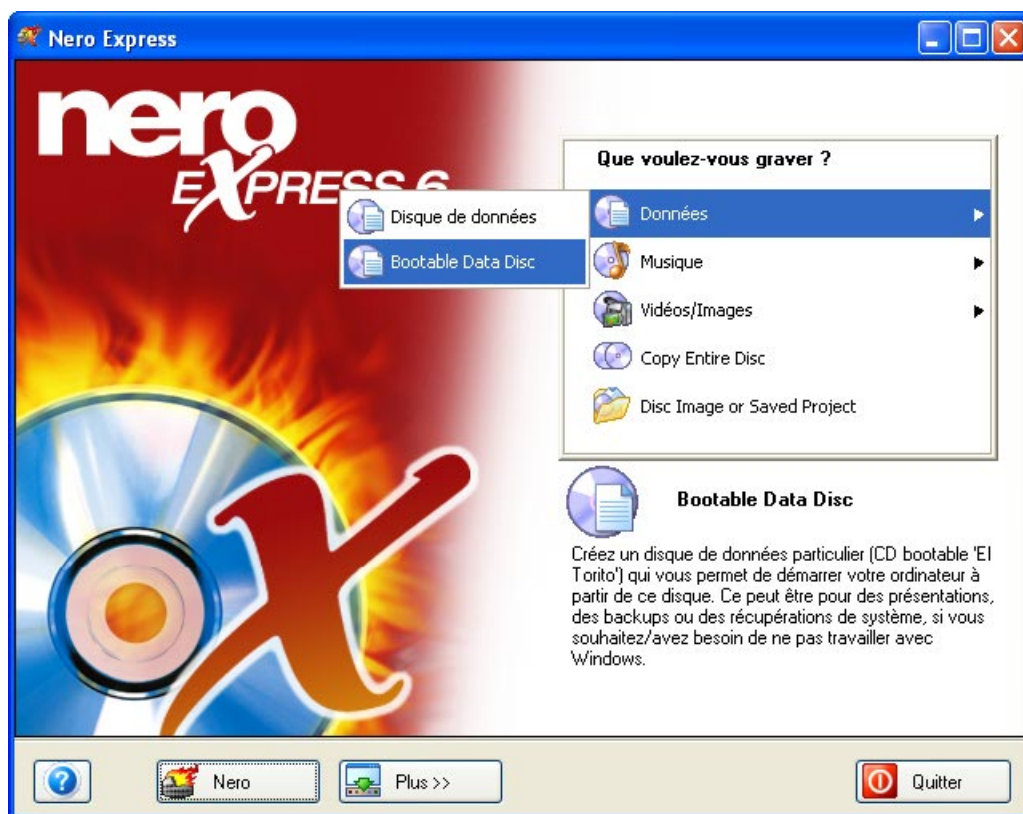 Nero Express
nero
EXPRESS 6
Que voulez-vous graver ?
Disque de données
Bootable Data Disc
Données
Musique
Vidéos/Images
Copy Entire Disc
Disc Image or Saved Project
Bootable Data Disc
Créez un disque de données particulier (CD bootable 'El
Torito') qui vous permet de démarrer votre ordinateur à
partir de ce disque. Ce peut être pour des présentations,
des backups ou des récupérations de système, si vous
souhaitez/avez besoin de ne pas travailler avec
Windows.
Nero
Plus >>
Quitter